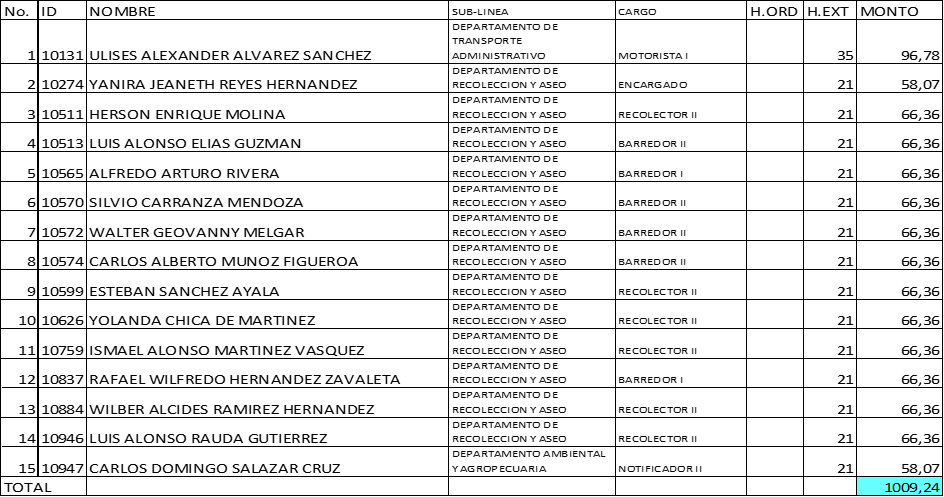 No. ID NOMBRE SUB-LINEA CARGO H.ORD H.EXT MONTO
1 10131 ULISES ALEXANDER ALVAREZ SANCHEZ DEPARTAMENTO DE TRANSPORTE ADMINISTRATIVO MOTORISTA I 35 96,78
2 10274 YANIRA JEANETH REYES HERNANDEZ DEPARTAMENTO DE RECOLECCION Y ASEO ENCARGADO 21 58,07
3 10511 HERSON ENRIQUE MOLINA DEPARTAMENTO DE RECOLECCION Y ASEO RECOLECTOR II 21 66,36
4 10513 LUIS ALONSO ELIAS GUZMAN DEPARTAMENTO DE RECOLECCION Y ASEO BARREDOR II 21 66,36
5 10565 ALFREDO ARTURO RIVERA DEPARTAMENTO DE RECOLECCION Y ASEO BARREDOR I 21 66,36
6 10570 SILVIO CARRANZA MENDOZA DEPARTAMENTO DE RECOLECCION Y ASEO BARREDOR II 21 66,36
7 10572 WALTER GEOVANNY MELGAR DEPARTAMENTO DE RECOLECCION Y ASEO BARREDOR II 21 66,36
8 10574 CARLOS ALBERTO MUNOZ FIGUEROA DEPARTAMENTO DE RECOLECCION Y ASEO BARREDOR II 21 66,36
9 10599 ESTEBAN SANCHEZ AYALA DEPARTAMENTO DE RECOLECCION Y ASEO RECOLECTOR II 21 66,36
10 10626 YOLANDA CHICA DE MARTINEZ DEPARTAMENTO DE RECOLECCION Y ASEO RECOLECTOR II 21 66,36
11 10759 ISMAEL ALONSO MARTINEZ VASQUEZ DEPARTAMENTO DE RECOLECCION Y ASEO RECOLECTOR II 21 66,36
12 10837 RAFAEL WILFREDO HERNANDEZ ZAVALETA DEPARTAMENTO DE RECOLECCION Y ASEO BARREDOR I 21 66,36
13 10884 WILBER ALCIDES RAMIREZ HERNANDEZ DEPARTAMENTO DE RECOLECCION Y ASEO RECOLECTOR II 21 66,36
14 10946 LUIS ALONSO RAUDA GUTIERREZ DEPARTAMENTO DE RECOLECCION Y ASEO RECOLECTOR II 21 66,36
15 10947 CARLOS DOMINGO SALAZAR CRUZ DEPARTAMENTO AMBIENTAL Y AGROPECUARIA NOTIFICADOR II 21 58,07
TOTAL 1009,24